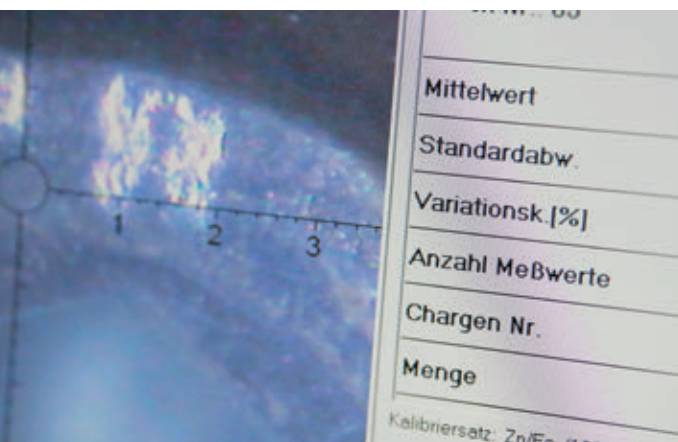 1 2 3
Mittelwert
Standardabw.
Variationsk.[%]
Anzahl Meßwerte
Chargen Nr.
Menge
Kalibriersatz: Zn/Fe